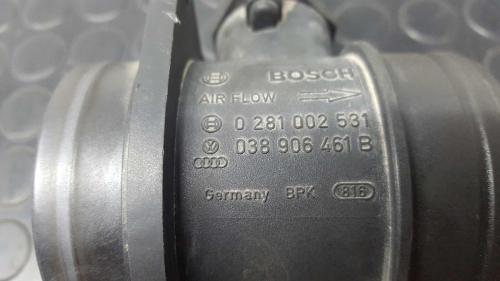 BOSCH
AIR FLOW
0 281 002 531
038 906 461 B
Germany BPK 816